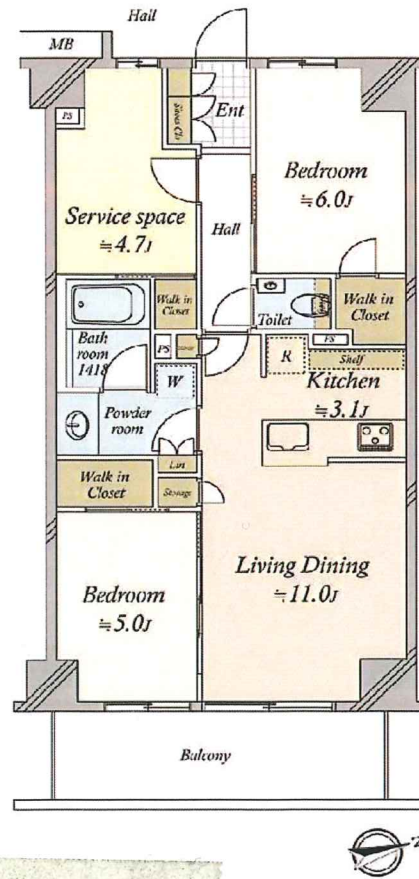 Hall
MB
PS
Shoes Clo
Ent
Bedroom
≒6.0J
Service space
≒4.7J
Hall
Walk in
Closet
Toilet
Walk in
Closet
Bath
room
1418
PS
PS
R
Shelf
Kitchen
≒3.1J
W
Powder
room
Lin
Walk in
Closet
Storage
Living Dining
≒11.0J
Bedroom
≒5.0J
Balcony